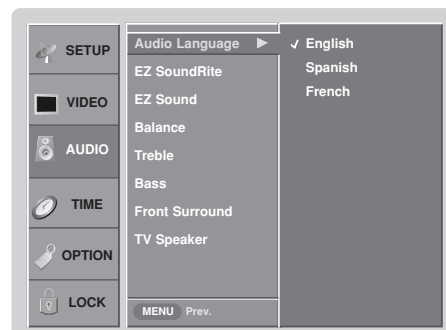 SETUP
VIDEO
AUDIO
TIME
OPTION
LOCK
Audio Language ▶
EZ SoundRite
EZ Sound
Balance
Treble
Bass
Front Surround
TV Speaker
MENU Prev.
✓ English
Spanish
French